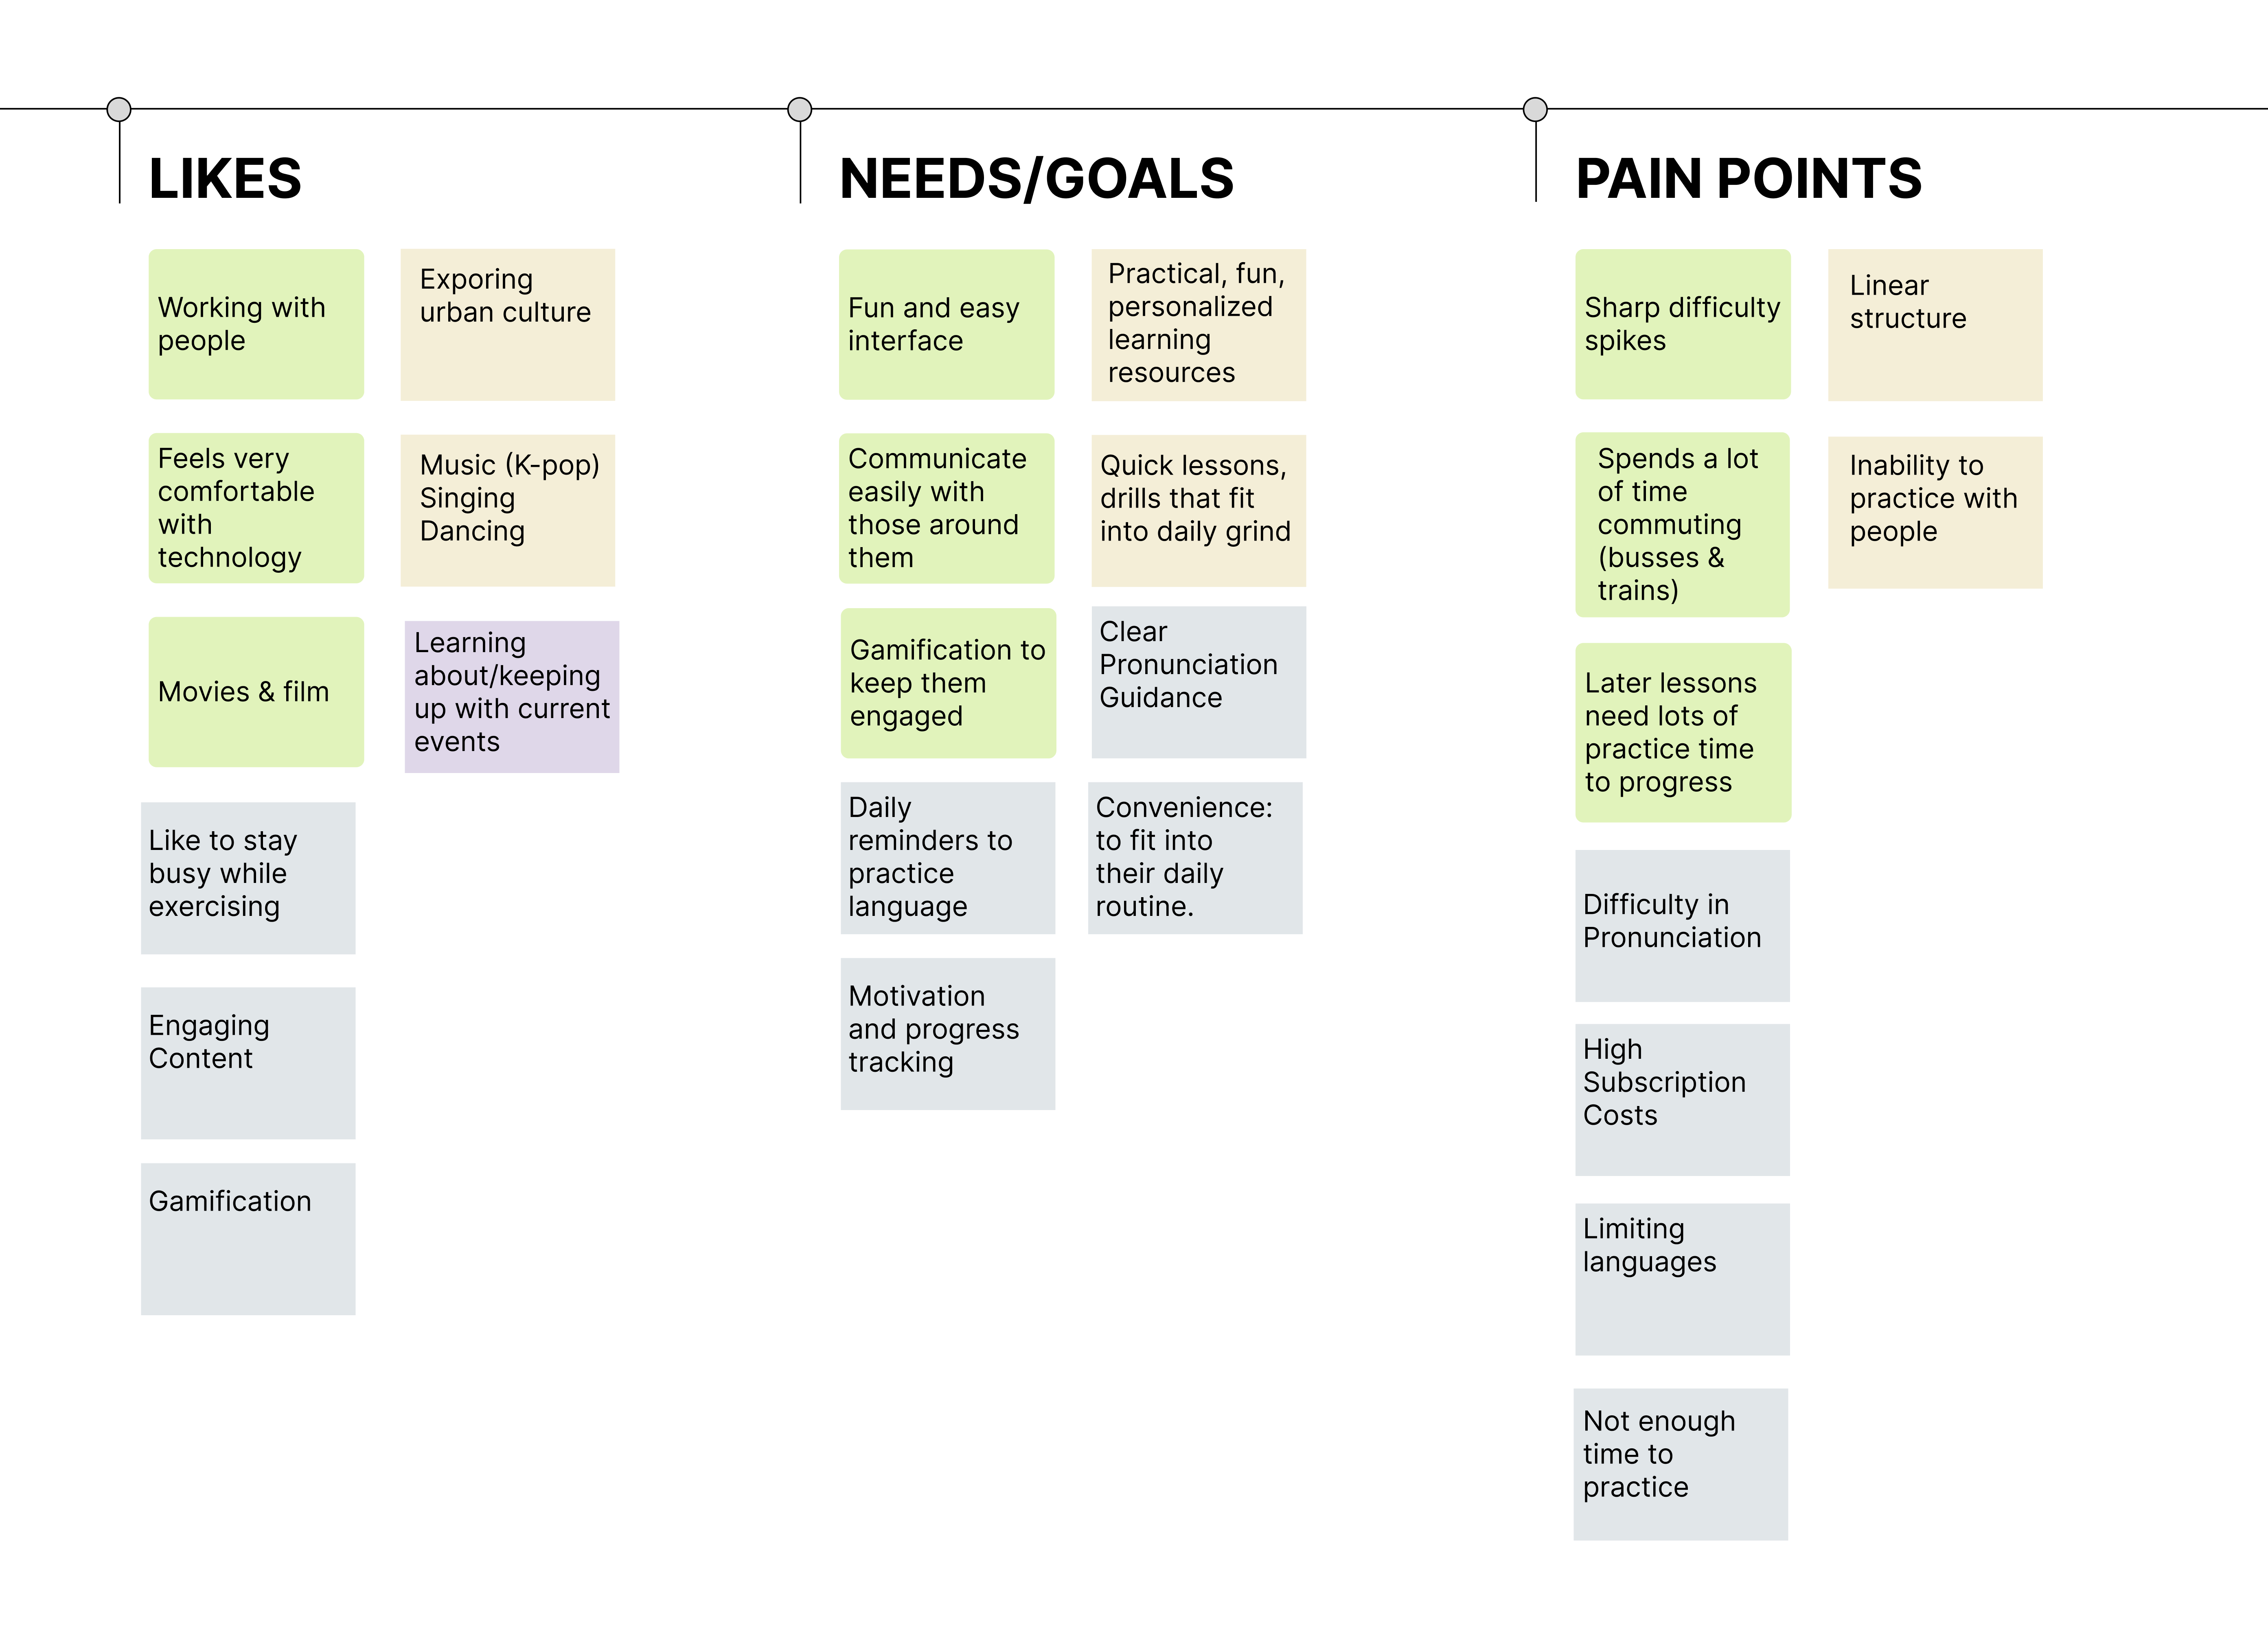 LIKES
Working with
people
Exporing
urban culture
Feels very
comfortable
with
technology
Music (K-pop)
Singing
Dancing
Movies & film
Learning
about/keeping
up with current
events
Like to stay
busy while
exercising
Engaging
Content
Gamification
NEEDS/GOALS
Fun and easy
interface
Practical, fun,
personalized
learning
resources
Communicate
easily with
those around
them
Quick lessons,
drills that fit
into daily grind
Gamification to
keep them
engaged
Clear
Pronunciation
Guidance
Daily
reminders to
practice
language
Convenience:
to fit into
their daily
routine.
Motivation
and progress
tracking
PAIN POINTS
Sharp difficulty
spikes
Linear
structure
Spends a lot
of time
commuting
(busses &
trains)
Inability to
practice with
people
Later lessons
need lots of
practice time
to progress
Difficulty in
Pronunciation
High
Subscription
Costs
Limiting
languages
Not enough
time to
practice